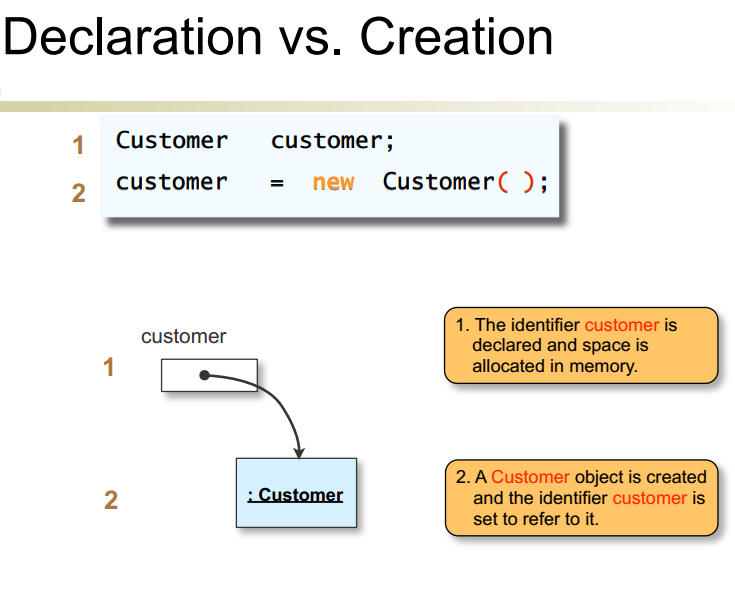 Declaration vs. Creation
1
Customer customer;
2
customer = new Customer( );
customer
1
1. The identifier customer is
declared and space is
allocated in memory.
: Customer
2
2. A Customer object is created
and the identifier customer is
set to refer to it.